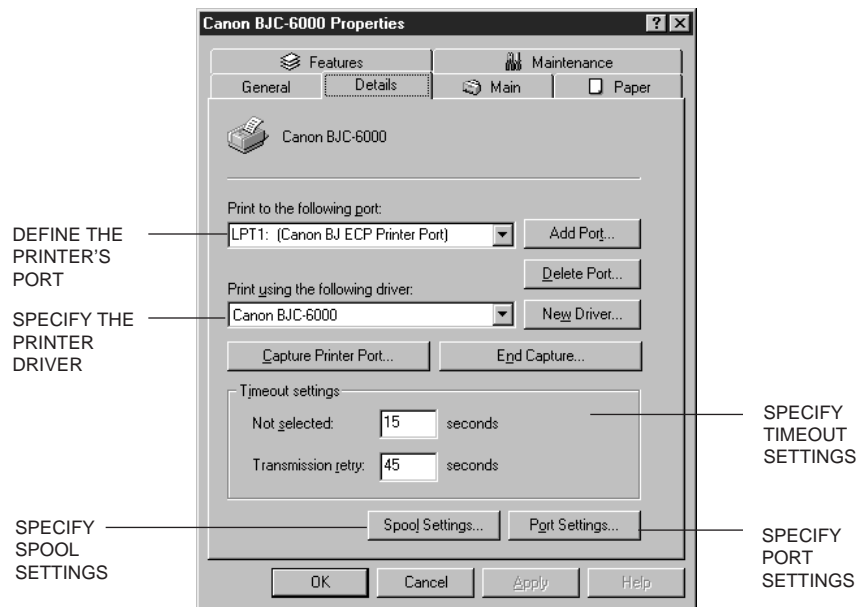 Canon BJC-6000 Properties
Features
Maintenance
General
Details
Main
Paper
Canon BJC-6000
Print to the following port:
DEFINE THE
PRINTER'S
PORT
LPT1: (Canon BJ ECP Printer Port)
Add Port...
Delete Port...
Print using the following driver:
SPECIFY THE
PRINTER
DRIVER
Canon BJC-6000
New Driver...
Capture Printer Port...
End Capture...
Timeout settings
Not selected:
15
seconds
SPECIFY
TIMEOUT
SETTINGS
Transmission retry:
45
seconds
SPECIFY
SPOOL
SETTINGS
Spool Settings...
Port Settings...
SPECIFY
PORT
SETTINGS
OK
Cancel
Apply
Help